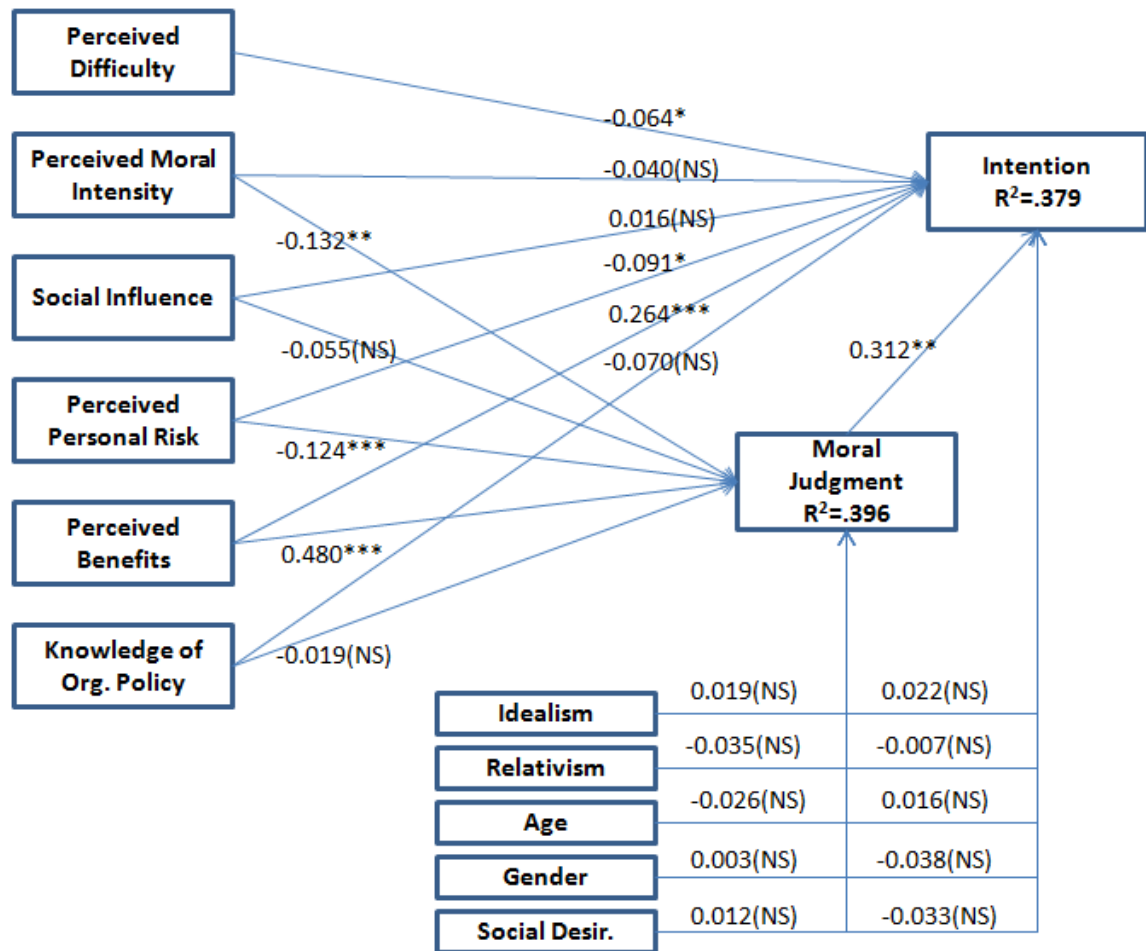 Perceived
Difficulty
-0.064*
Perceived Moral
Intensity
-0.040(NS)
Intention
R²=.379
-0.132**
0.016(NS)
Social Influence
-0.091*
0.264***
-0.055(NS)
-0.070(NS)
0.312**
Perceived
Personal Risk
-0.124***
Moral
Judgment
R²=.396
Perceived
Benefits
0.480***
Knowledge of
Org. Policy
-0.019(NS)
Idealism
0.019(NS)
0.022(NS)
Relativism
-0.035(NS)
-0.007(NS)
Age
-0.026(NS)
0.016(NS)
Gender
0.003(NS)
-0.038(NS)
Social Desir.
0.012(NS)
-0.033(NS)